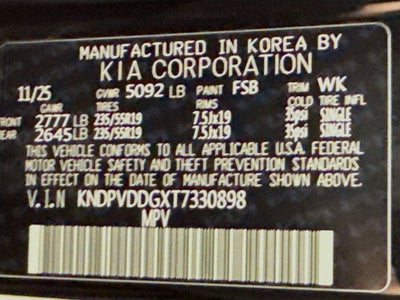 MANUFACTURED IN KOREA BY
KIA CORPORATION
11/25 GVWR 5092 LB PAINT FSB TRIM WK
GAWR TIRES RIMS COLD TIRE INFL
FRONT 2777 LB 235/55R19 7.5Jx19 35psi SINGLE
REAR 2645 LB 235/55R19 7.5Jx19 35psi SINGLE
THIS VEHICLE CONFORMS TO ALL APPLICABLE U.S.A. FEDERAL
MOTOR VEHICLE SAFETY AND THEFT PREVENTION STANDARDS
IN EFFECT ON THE DATE OF MANUFACTURE SHOWN ABOVE.
V.I.N KNDPVDDGXT7330898
MPV